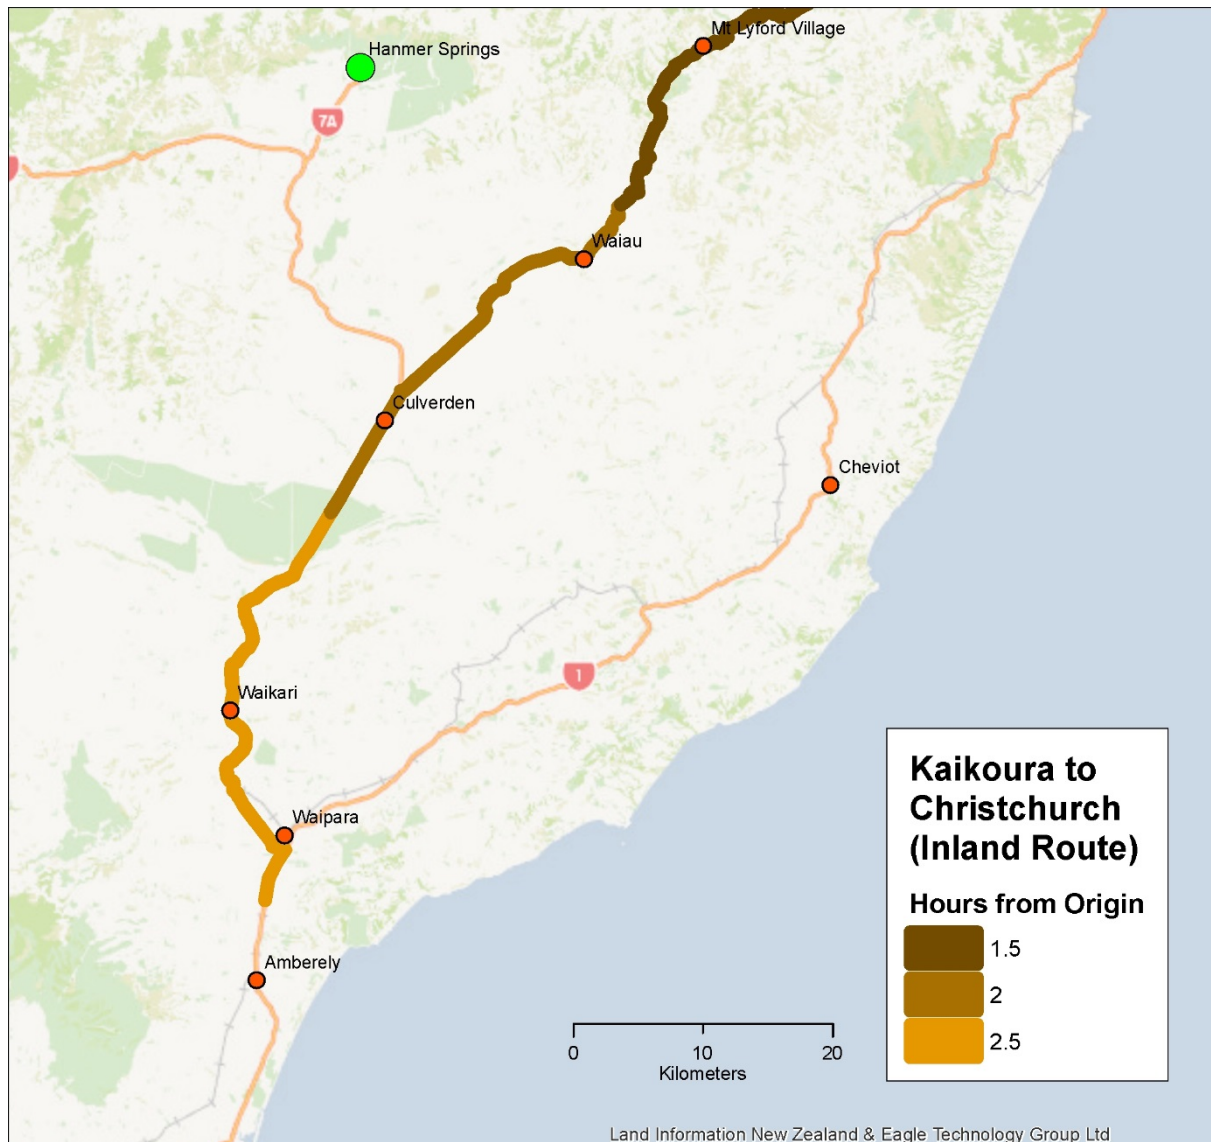 Mt Lyford Village
Hanmer Springs
7A
Waiau
Culverden
Cheviot
1
Waikari
Waipara
Amberely
Kaikoura to
Christchurch
(Inland Route)
Hours from Origin
1.5
2
2.5
0 10 20
Kilometers
Land Information New Zealand & Eagle Technology Group Ltd